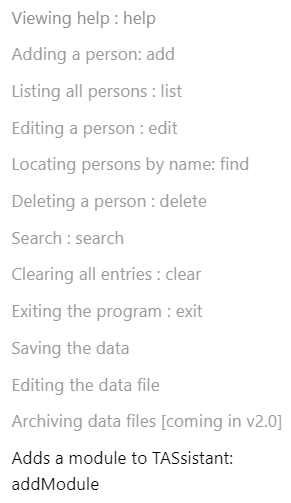 Viewing help : help
Adding a person: add
Listing all persons : list
Editing a person : edit
Locating persons by name: find
Deleting a person : delete
Search : search
Clearing all entries : clear
Exiting the program : exit
Saving the data
Editing the data file
Archiving data files [coming in v2.0]
Adds a module to TASsistant:
addModule